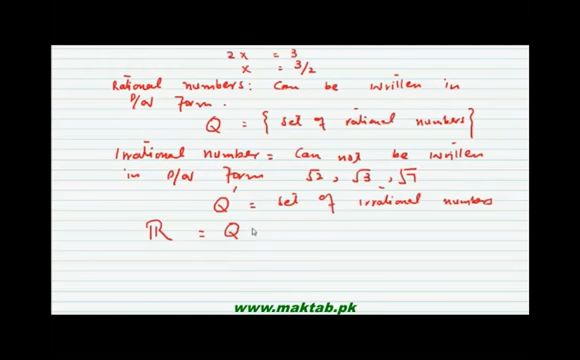 2x = 3
x = 3/2
Rational numbers: Can be written in
P/q form.
Q = { set of rational numbers}
Irrational number = Can not be written
in P/q form √2, √3, √7
Q' = set of irrational numbers
ℝ = Q
www.maktab.pk